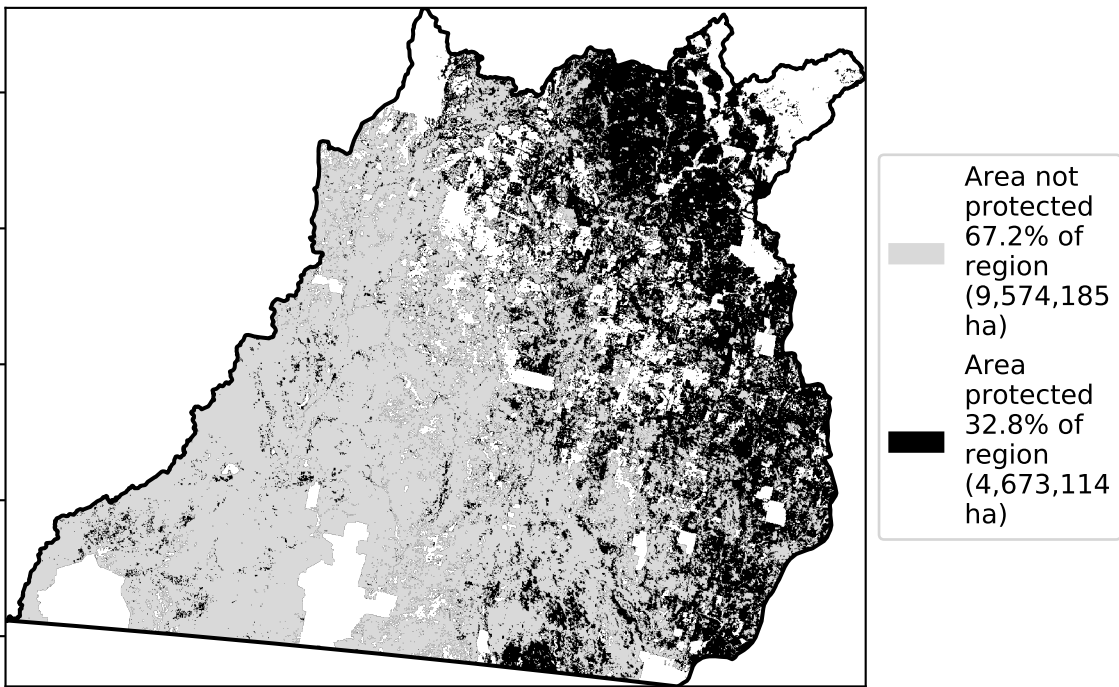 Area not
protected
67.2% of
region
(9,574,185
ha)
Area
protected
32.8% of
region
(4,673,114
ha)